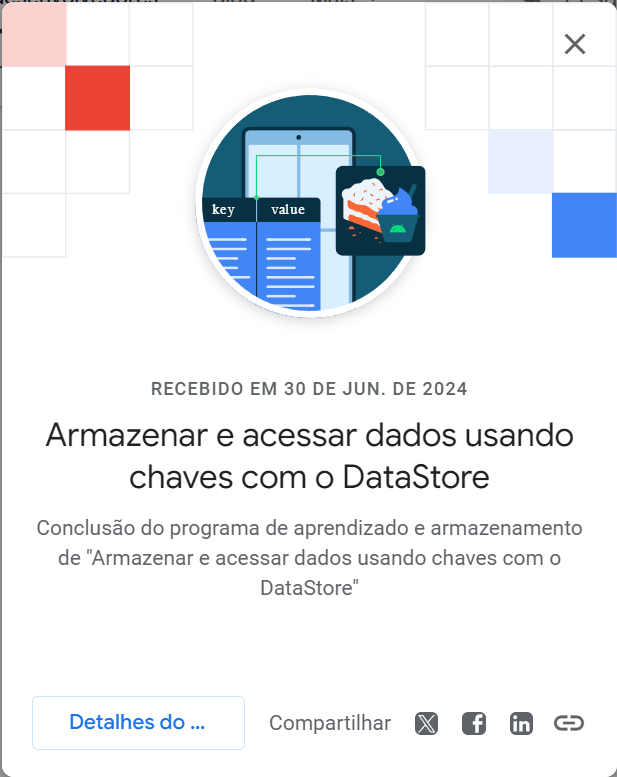 key value
RECEBIDO EM 30 DE JUN. DE 2024
Armazenar e acessar dados usando
chaves com o DataStore
Conclusão do programa de aprendizado e armazenamento
de "Armazenar e acessar dados usando chaves com o
DataStore"
Detalhes do ...
Compartilhar